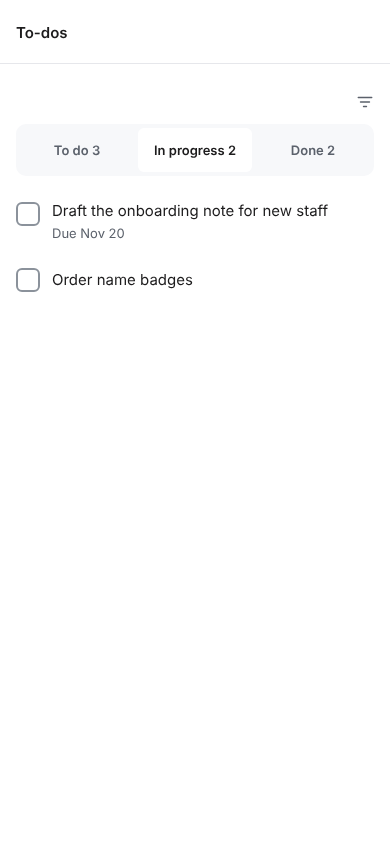 To-dos
To do 3
In progress 2
Done 2
Draft the onboarding note for new staff
Due Nov 20
Order name badges